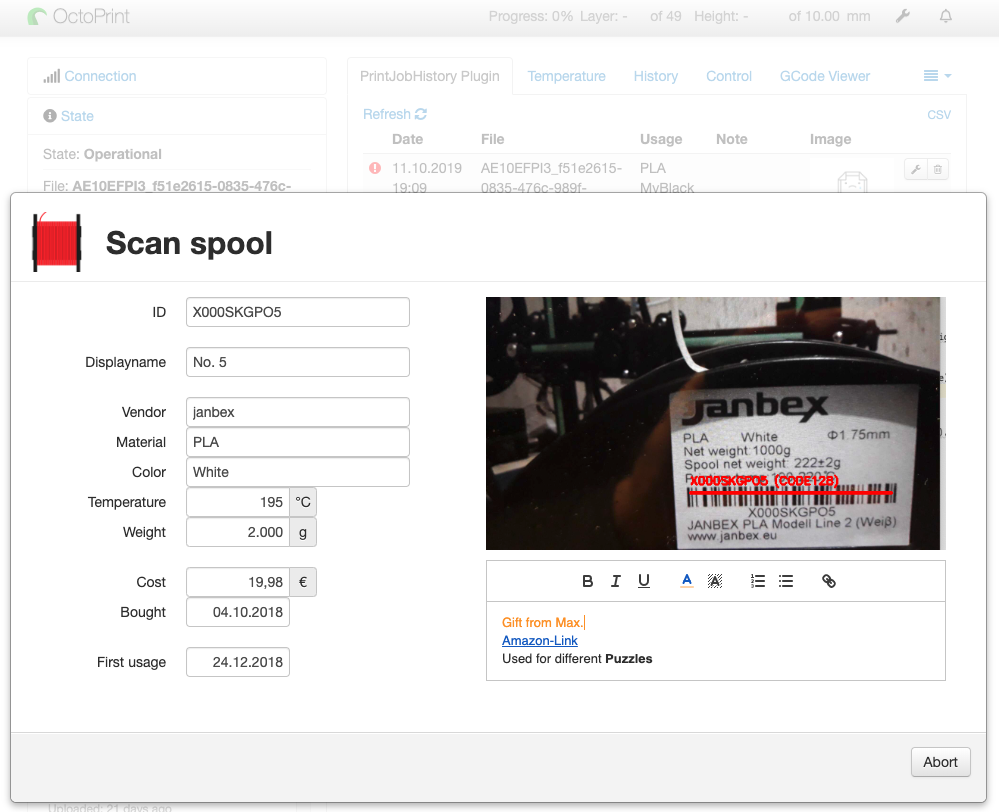 OctoPrint
Progress: 0% Layer: - of 49 Height: - of 10.00 mm
Connection
State
State: Operational
File: AE10EFPI3_f51e2615-0835-476c-
PrintJobHistory Plugin Temperature History Control GCode Viewer
Refresh CSV
Date File Usage Note Image
11.10.2019 AE10EFPI3_f51e2615- PLA
19:09 0835-476c-989f- MyBlack
Scan spool
ID X000SKGPO5
Displayname No. 5
Vendor janbex
Material PLA
Color White
Temperature 195 °C
Weight 2.000 g
Cost 19,98 €
Bought 04.10.2018
First usage 24.12.2018
Janbex
PLA White Φ1.75mm
Net weight:1000g
Spool net weight: 222±2g
X000SKGPO5 (CODE128)
X000SKGPO5
JANBEX PLA Modell Line 2 (Weiß)
www.janbex.eu
B I U A A
Gift from Max.
Amazon-Link
Used for different Puzzles
Abort
Uploaded: 21 days ago